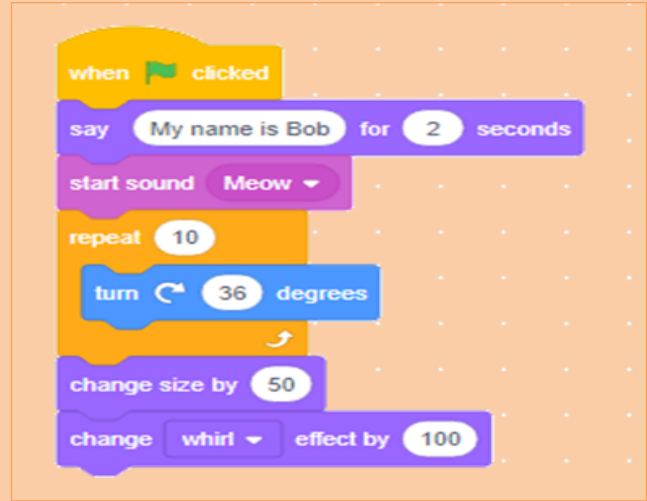 when clicked
say My name is Bob for 2 seconds
start sound Meow
repeat 10
turn 36 degrees
change size by 50
change whirl effect by 100